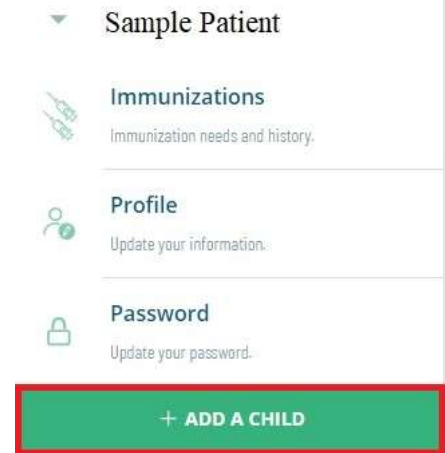 Sample Patient
Immunizations
Immunization needs and history.
Profile
Update your information.
Password
Update your password.
+ ADD A CHILD